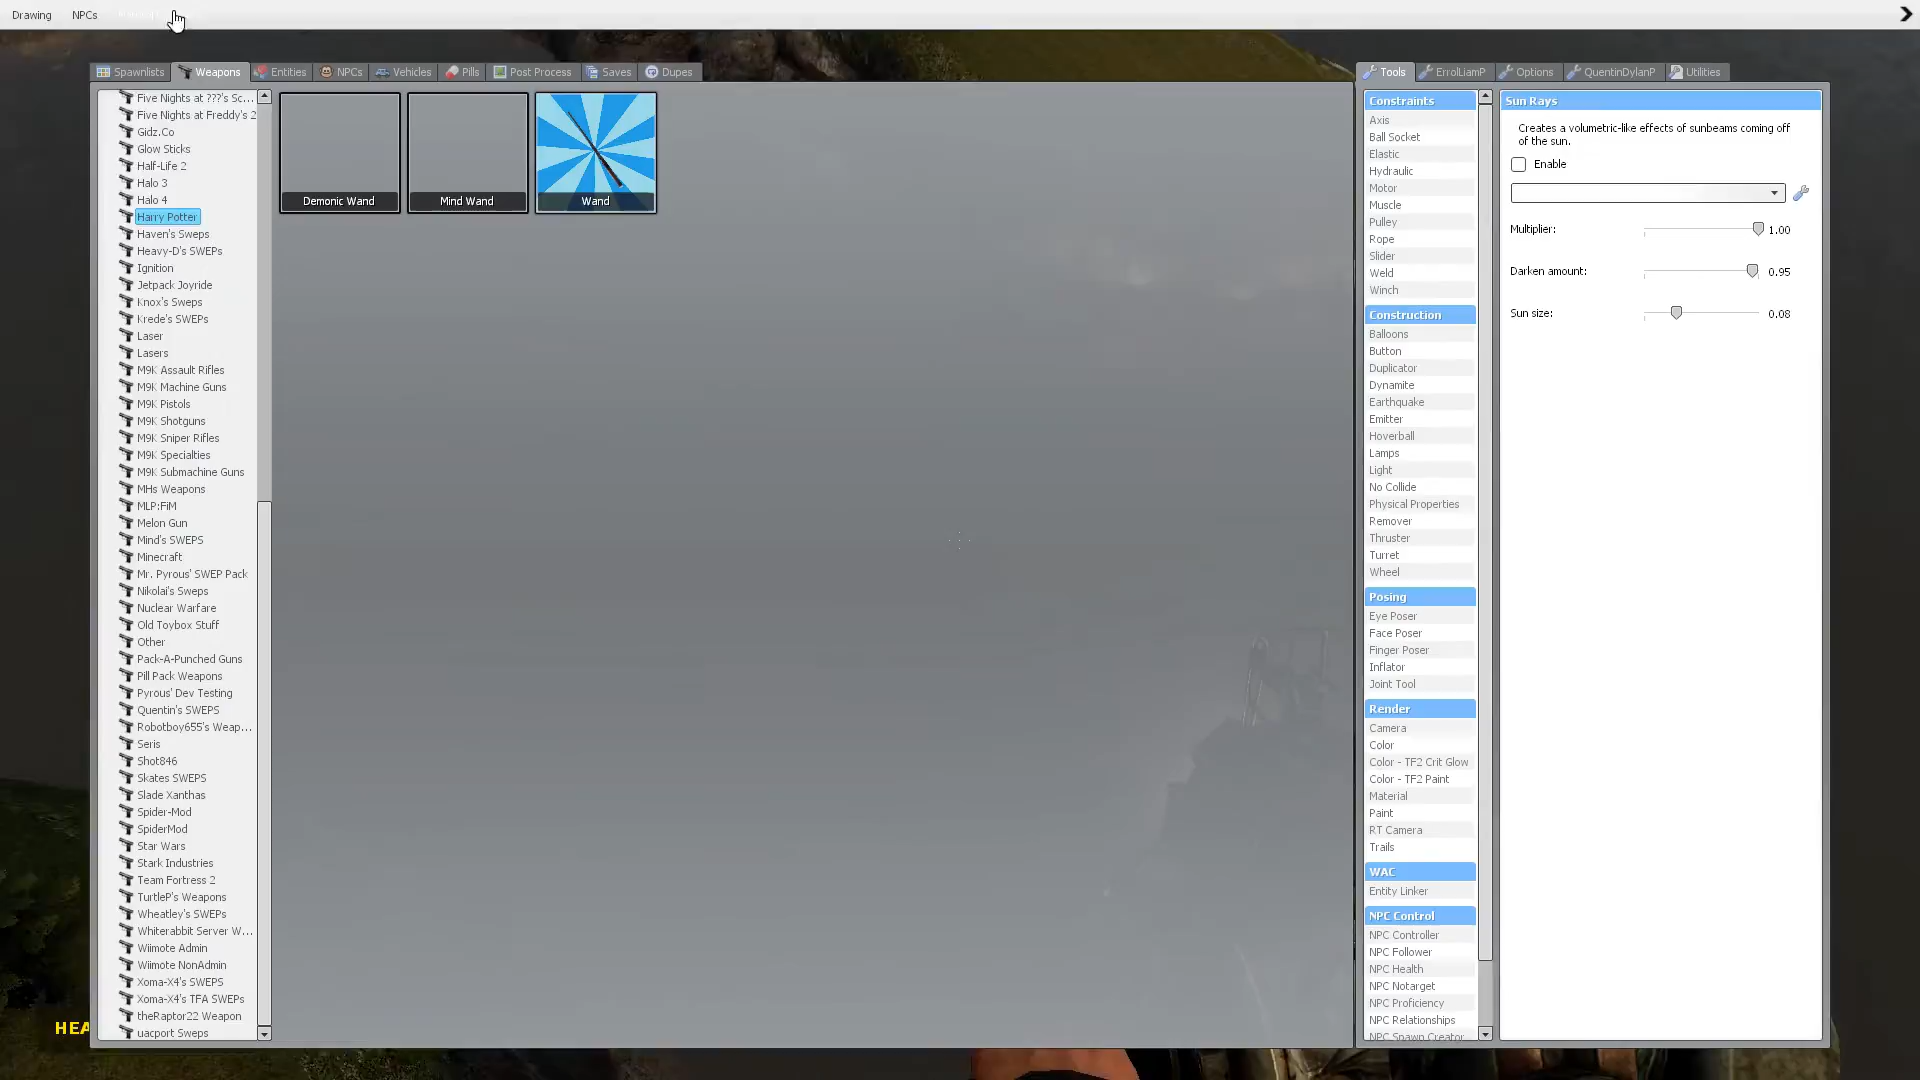 Drawing NPCs
Spawnlists Weapons Entities NPCs Vehicles Pills Post Process Saves Dupes
Five Nights at ???'s Sc...
Five Nights at Freddy's 2
Gidz.Co
Glow Sticks
Half-Life 2
Halo 3
Halo 4
Harry Potter
Haven's Sweps
Heavy-D's SWEPs
Ignition
Jetpack Joyride
Knox's Sweps
Krede's SWEPs
Laser
Lasers
M9K Assault Rifles
M9K Machine Guns
M9K Pistols
M9K Shotguns
M9K Sniper Rifles
M9K Specialties
M9K Submachine Guns
MHs Weapons
MLP:FiM
Melon Gun
Mind's SWEPS
Minecraft
Mr. Pyrous' SWEP Pack
Nikolai's Sweps
Nuclear Warfare
Old Toybox Stuff
Other
Pack-A-Punched Guns
Pill Pack Weapons
Pyrous' Dev Testing
Quentin's SWEPS
Robotboy655's Weap...
Seris
Shot846
Skates SWEPS
Slade Xanthas
Spider-Mod
SpiderMod
Star Wars
Stark Industries
Team Fortress 2
TurtleP's Weapons
Wheatley's SWEPs
Whiterabbit Server W...
Wiimote Admin
Wiimote NonAdmin
Xoma-X4's SWEPS
Xoma-X4's TFA SWEPs
theRaptor22 Weapon
uacport Sweps
HEA
Demonic Wand
Mind Wand
Wand
Tools ErrolLiamP Options QuentinDylanP Utilities
Constraints
Axis
Ball Socket
Elastic
Hydraulic
Motor
Muscle
Pulley
Rope
Slider
Weld
Winch
Construction
Balloons
Button
Duplicator
Dynamite
Earthquake
Emitter
Hoverball
Lamps
Light
No Collide
Physical Properties
Remover
Thruster
Turret
Wheel
Posing
Eye Poser
Face Poser
Finger Poser
Inflator
Joint Tool
Render
Camera
Color
Color - TF2 Crit Glow
Color - TF2 Paint
Material
Paint
RT Camera
Trails
WAC
Entity Linker
NPC Control
NPC Controller
NPC Follower
NPC Health
NPC Notarget
NPC Proficiency
NPC Relationships
NPC Spawn Creator
Sun Rays
Creates a volumetric-like effects of sunbeams coming off
of the sun.
Enable
Multiplier: 1.00
Darken amount: 0.95
Sun size: 0.08